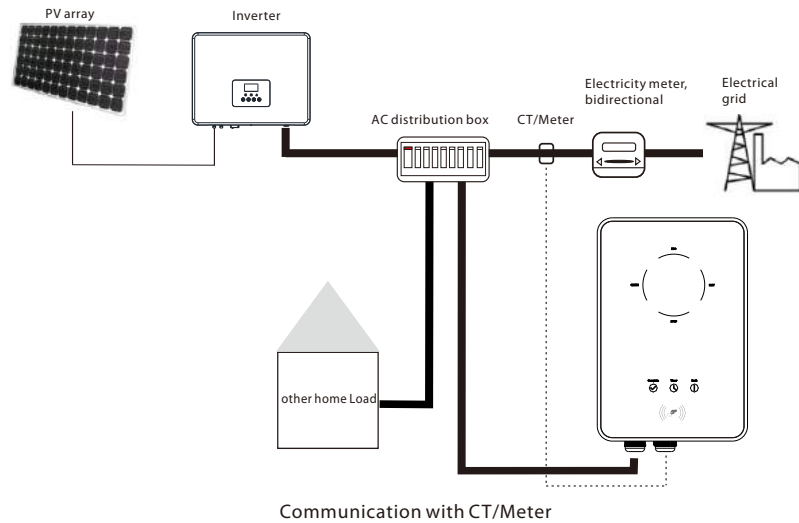 PV array
Inverter
Electricity meter,
bidirectional
Electrical
grid
AC distribution box
CT/Meter
other home Load
Communication with CT/Meter